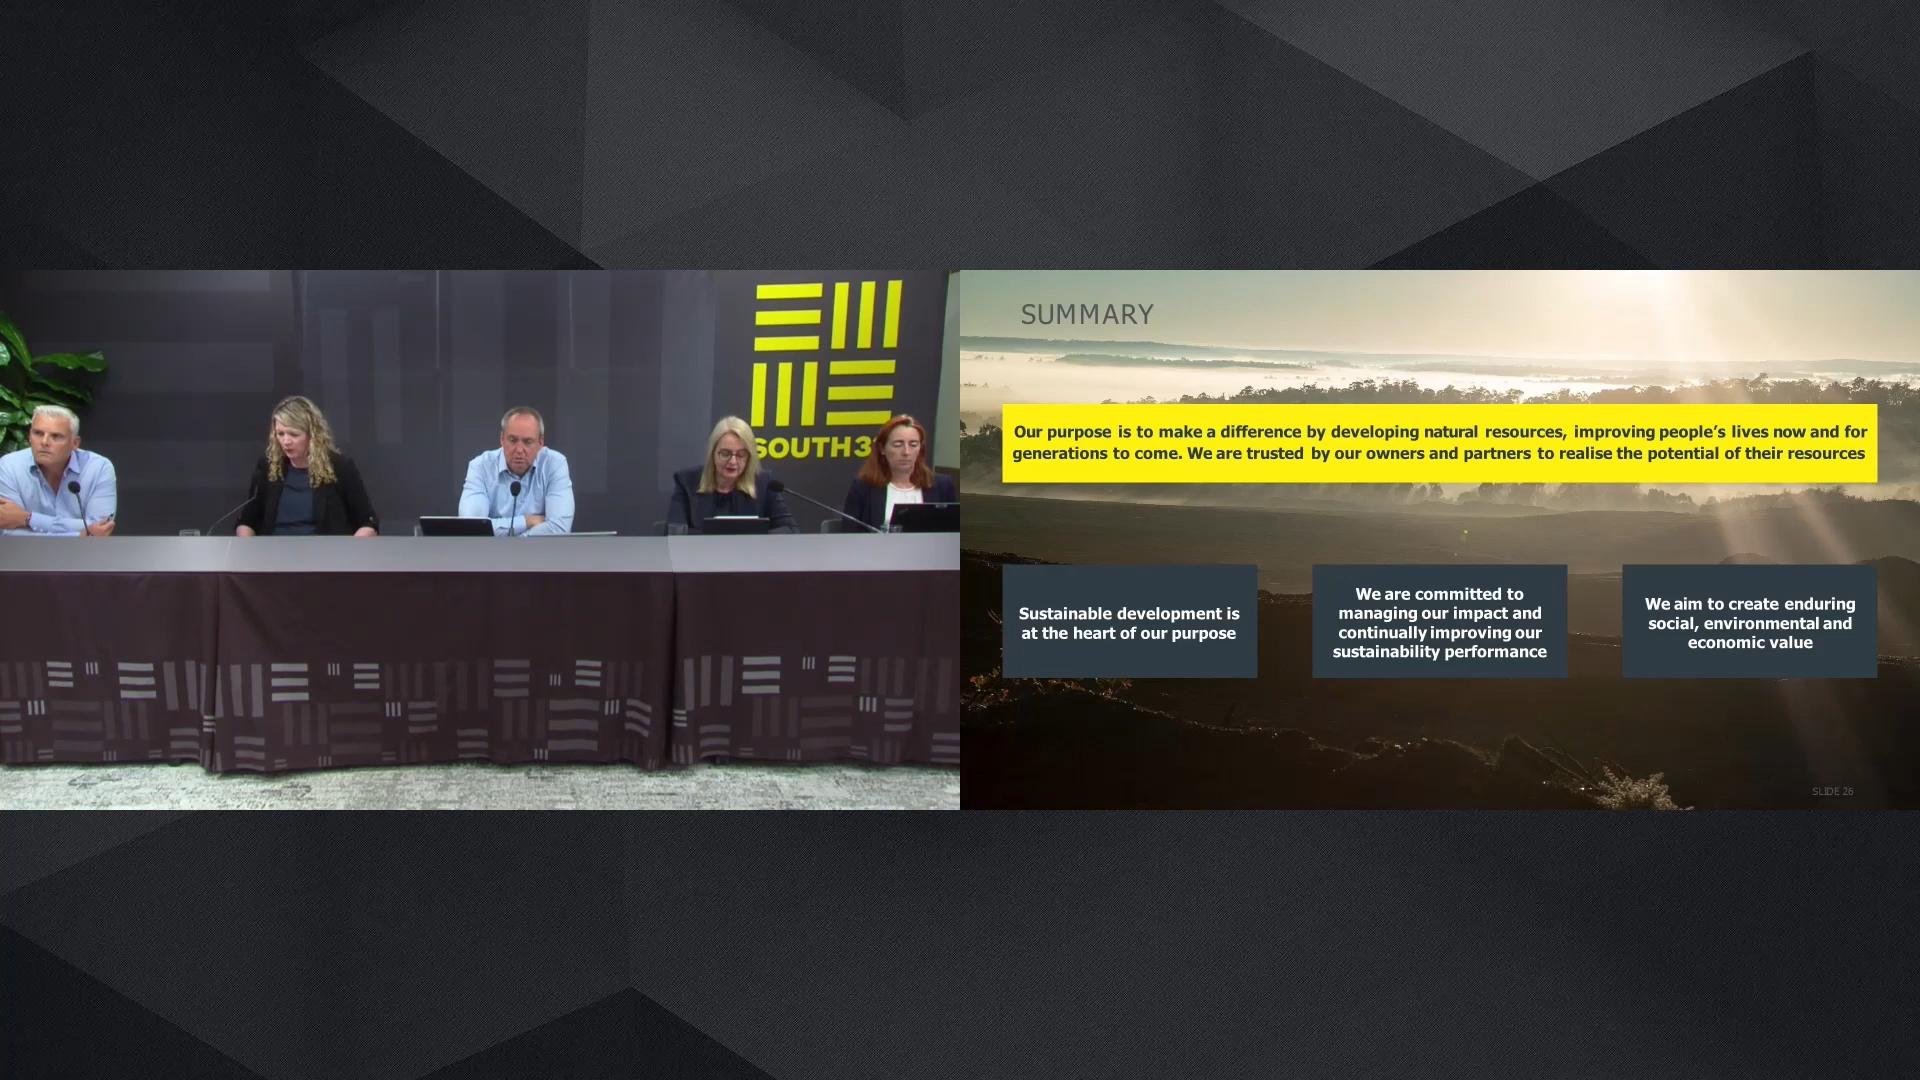 SOUTH3
SUMMARY
Our purpose is to make a difference by developing natural resources, improving people's lives now and for
generations to come. We are trusted by our owners and partners to realise the potential of their resources
Sustainable development is
at the heart of our purpose
We are committed to
managing our impact and
continually improving our
sustainability performance
We aim to create enduring
social, environmental and
economic value
SLIDE 26